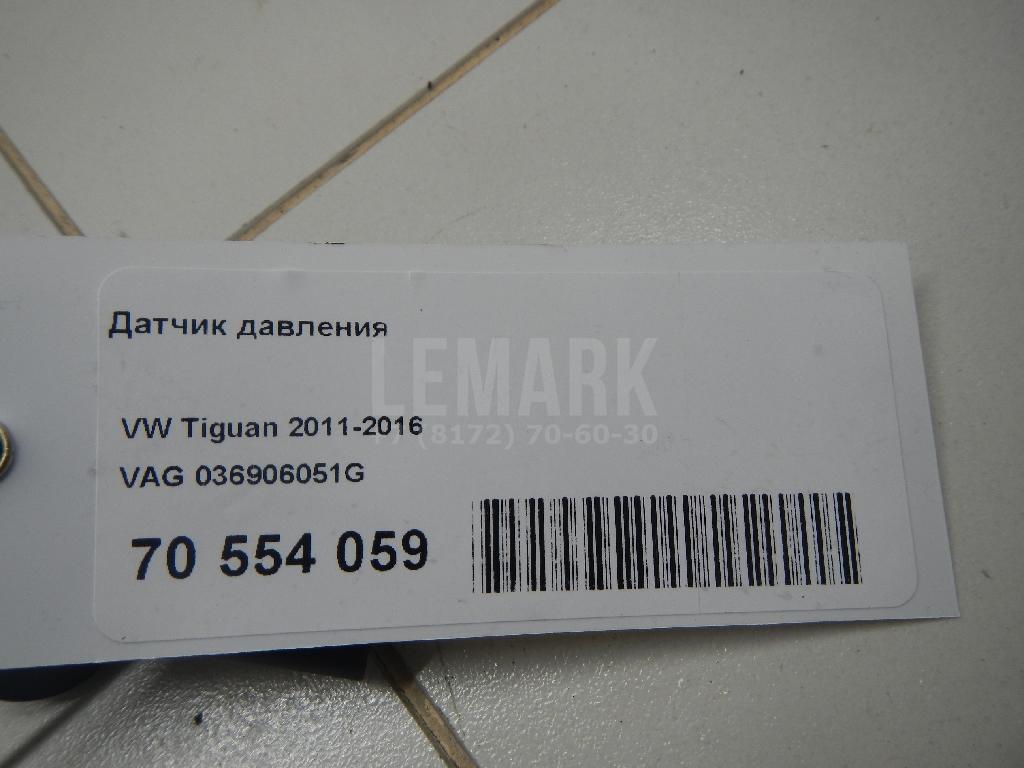 Датчик давления
LEMARK
VW Tiguan 2011-2016
(8172) 70-60-30
VAG 036906051G
70 554 059